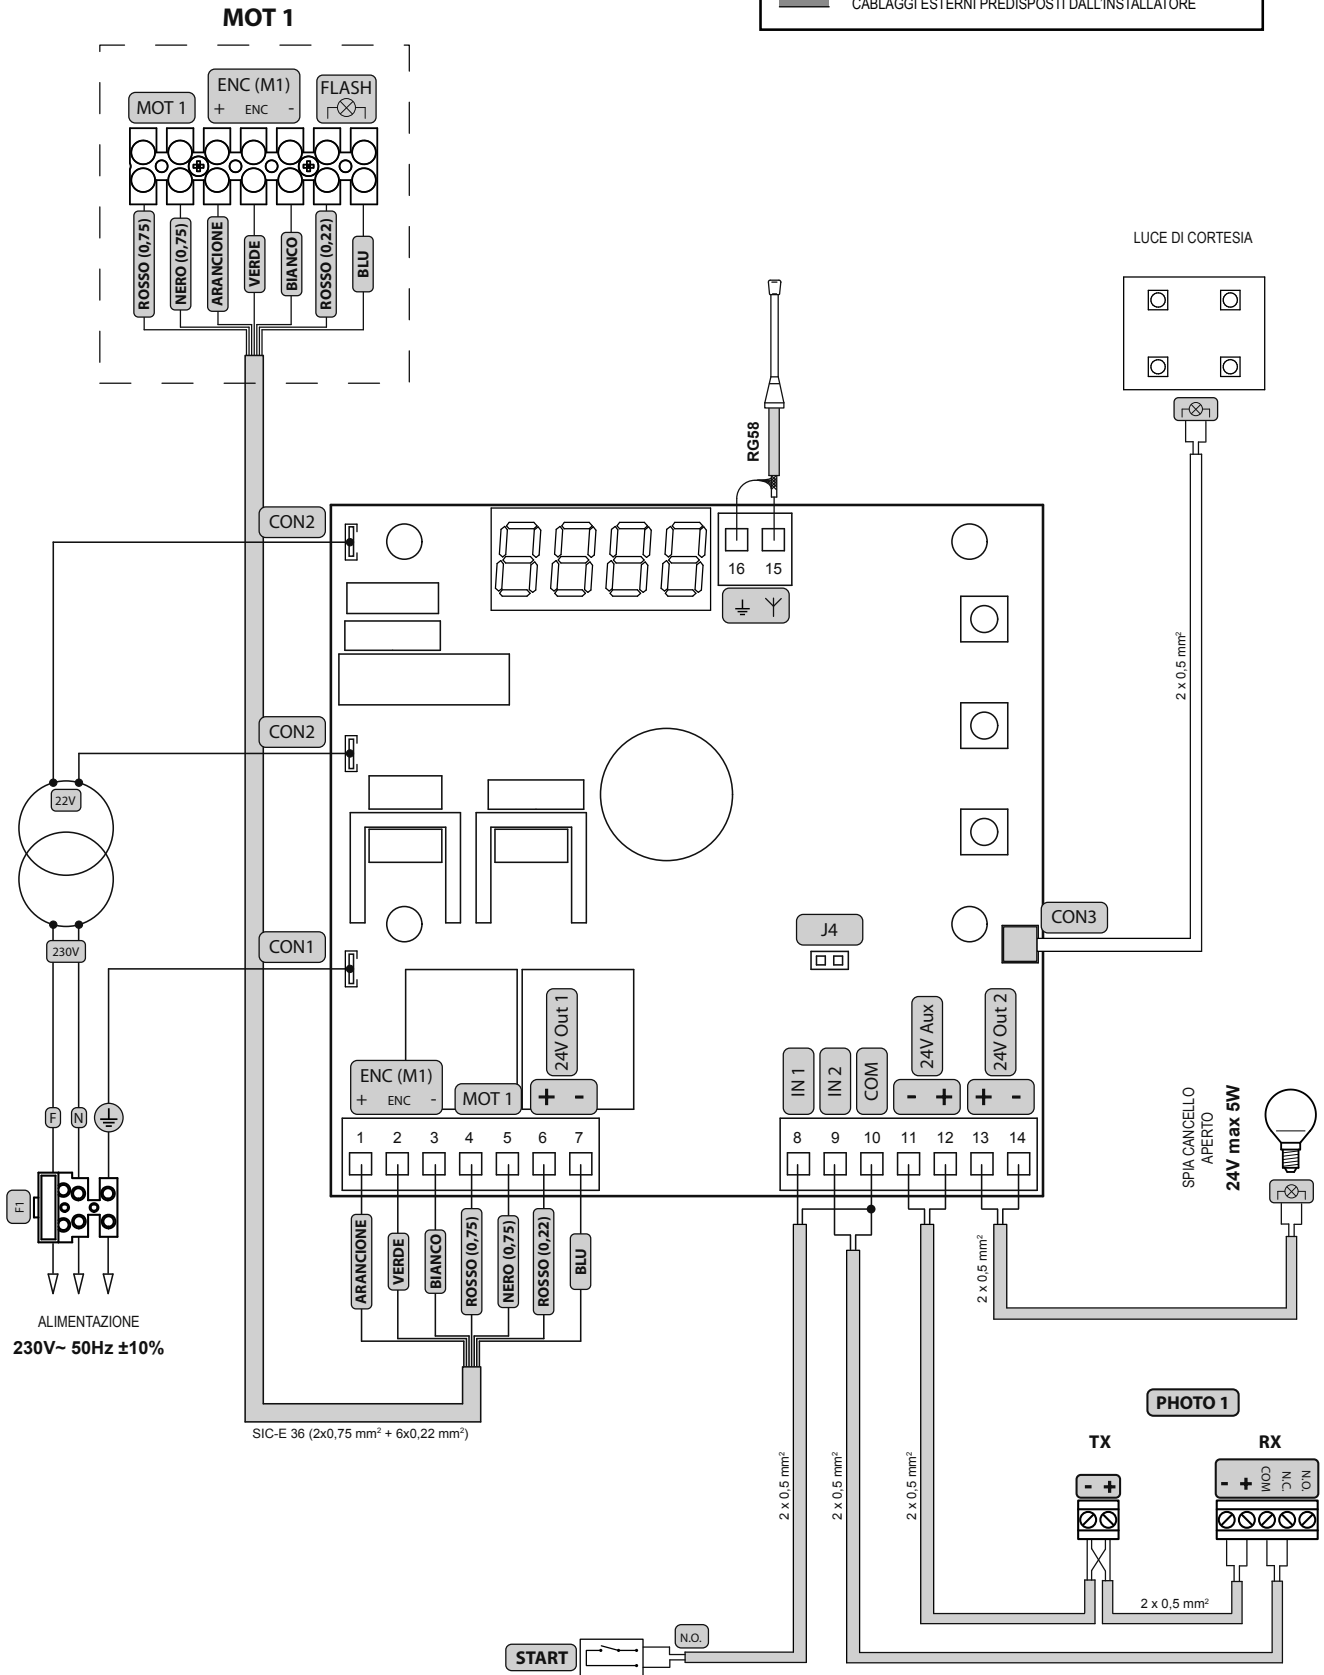 CABLAGGI ESTERNI PREDISPOSTI DALL'INSTALLATORE
MOT 1
MOT 1
ENC (M1)
+ ENC -
FLASH
ROSSO (0,75)
NERO (0,75)
ARANCIONE
VERDE
BIANCO
ROSSO (0,22)
BLU
LUCE DI CORTESIA
RG58
2 x 0,5 mm²
CON2
16 15
CON2
22V
230V
CON1
CON3
J4
F N
F1
ALIMENTAZIONE
230V~ 50Hz ±10%
ENC (M1)
+ ENC -
MOT 1
24V Out 1
+ -
IN 1
IN 2
COM
24V Aux
- +
24V Out 2
+ -
1 2 3 4 5 6 7
8 9 10 11 12 13 14
ARANCIONE
VERDE
BIANCO
ROSSO (0,75)
NERO (0,75)
ROSSO (0,22)
BLU
SIC-E 36 (2x0,75 mm² + 6x0,22 mm²)
SPIA CANCELLO
APERTO
24V max 5W
2 x 0,5 mm²
2 x 0,5 mm²
2 x 0,5 mm²
2 x 0,5 mm²
PHOTO 1
TX
- +
RX
- + COM N.C. N.O.
2 x 0,5 mm²
START
N.O.